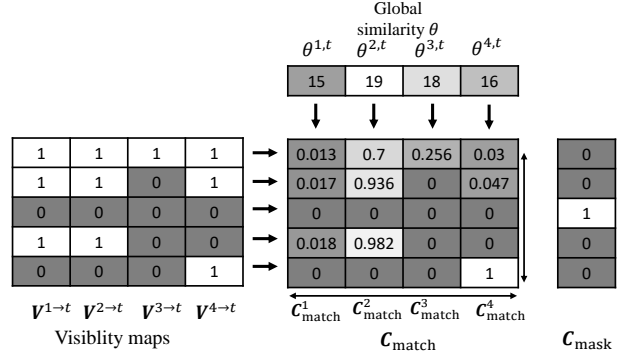 Global
similarity θ
θ^{1,t} θ^{2,t} θ^{3,t} θ^{4,t}
15 19 18 16
1 1 1 1 0.013 0.7 0.256 0.03 0
1 1 0 1 0.017 0.936 0 0.047 0
0 0 0 0 0 0 0 0 1
1 1 0 0 0.018 0.982 0 0 0
0 0 0 1 0 0 0 1 0
V^{1→t} V^{2→t} V^{3→t} V^{4→t} C^1_match C^2_match C^3_match C^4_match
Visiblity maps C_match C_mask